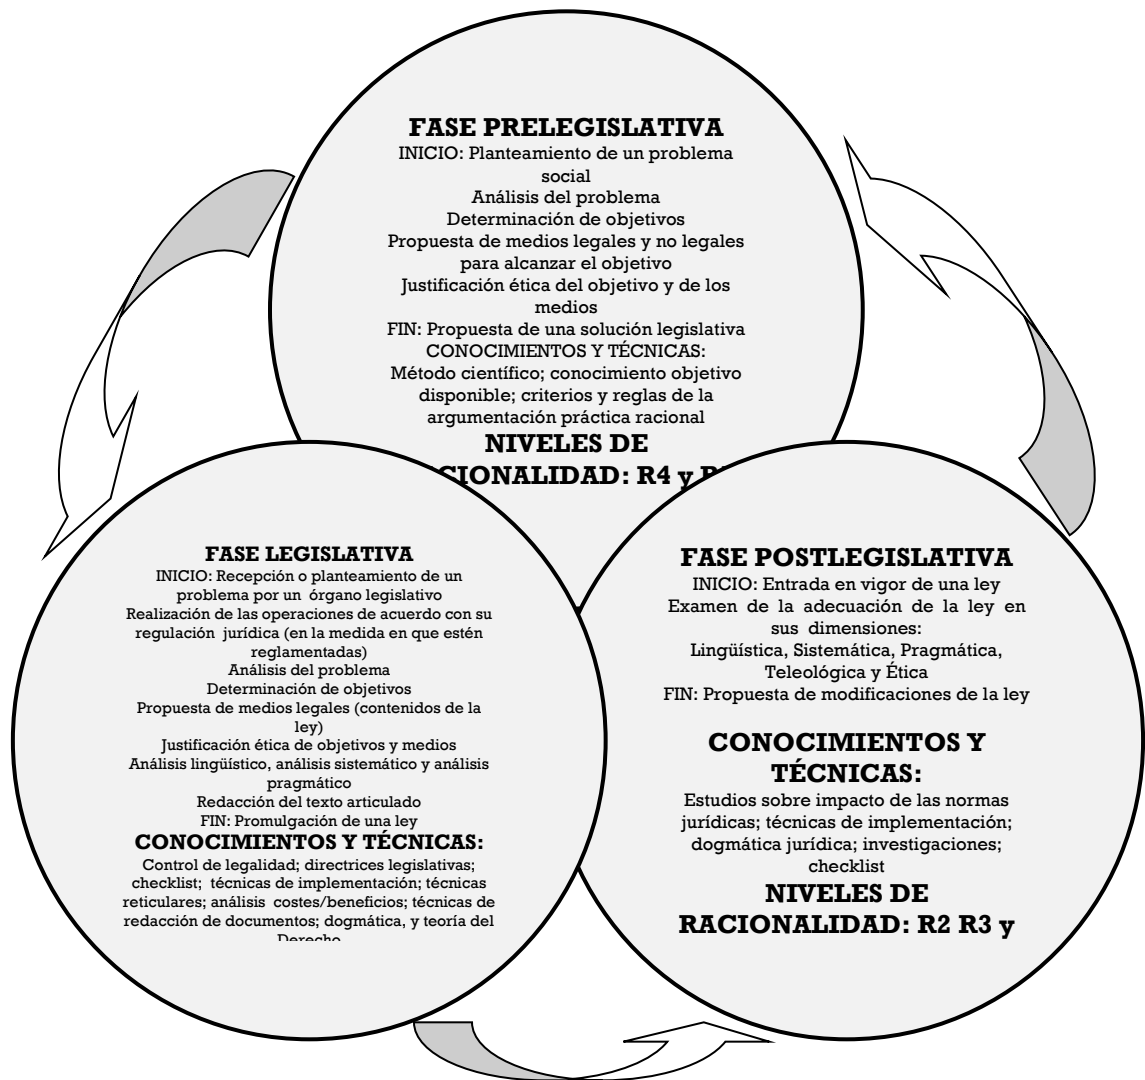 FASE PRELEGISLATIVA
INICIO: Planteamiento de un problema
social
Análisis del problema
Determinación de objetivos
Propuesta de medios legales y no legales
para alcanzar el objetivo
Justificación ética del objetivo y de los
medios
FIN: Propuesta de una solución legislativa
CONOCIMIENTOS Y TÉCNICAS:
Método científico; conocimiento objetivo
disponible; criterios y reglas de la
argumentación práctica racional
NIVELES DE
CIONALIDAD: R4 y
FASE LEGISLATIVA
INICIO: Recepción o planteamiento de un
problema por un órgano legislativo
Realización de las operaciones de acuerdo con su
regulación jurídica (en la medida en que estén
reglamentadas)
Análisis del problema
Determinación de objetivos
Propuesta de medios legales (contenidos de la
ley)
Justificación ética de objetivos y medios
Análisis lingüístico, análisis sistemático y análisis
pragmático
Redacción del texto articulado
FIN: Promulgación de una ley
CONOCIMIENTOS Y TÉCNICAS:
Control de legalidad; directrices legislativas;
checklist; técnicas de implementación; técnicas
reticulares; análisis costes/beneficios; técnicas de
redacción de documentos; dogmática, y teoría del
Derecho
FASE POSTLEGISLATIVA
INICIO: Entrada en vigor de una ley
Examen de la adecuación de la ley en
sus dimensiones:
Lingüística, Sistemática, Pragmática,
Teleológica y Ética
FIN: Propuesta de modificaciones de la ley
CONOCIMIENTOS Y
TÉCNICAS:
Estudios sobre impacto de las normas
jurídicas; técnicas de implementación;
dogmática jurídica; investigaciones;
checklist
NIVELES DE
RACIONALIDAD: R2 R3 y